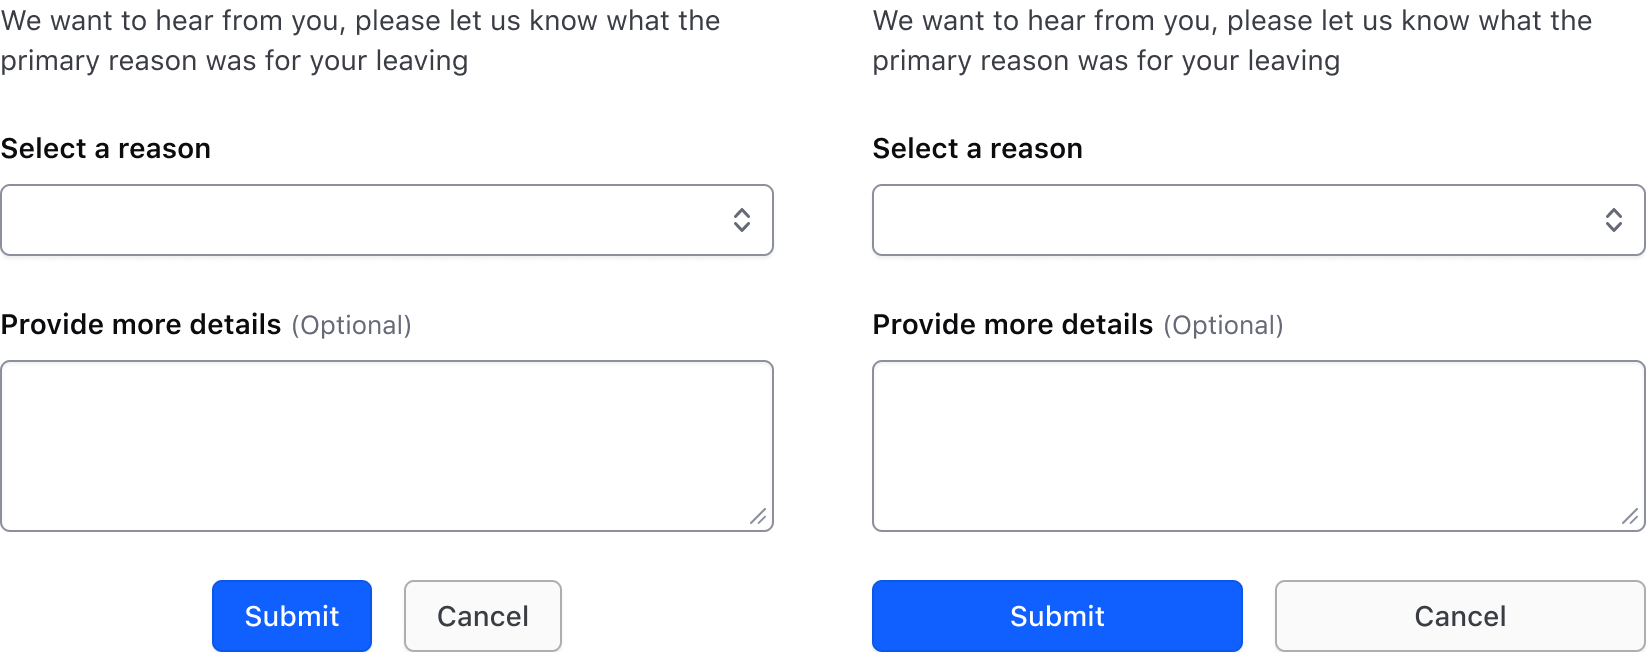 We want to hear from you, please let us know what the
primary reason was for your leaving
Select a reason
Provide more details (Optional)
Submit
Cancel
We want to hear from you, please let us know what the
primary reason was for your leaving
Select a reason
Provide more details (Optional)
Submit
Cancel